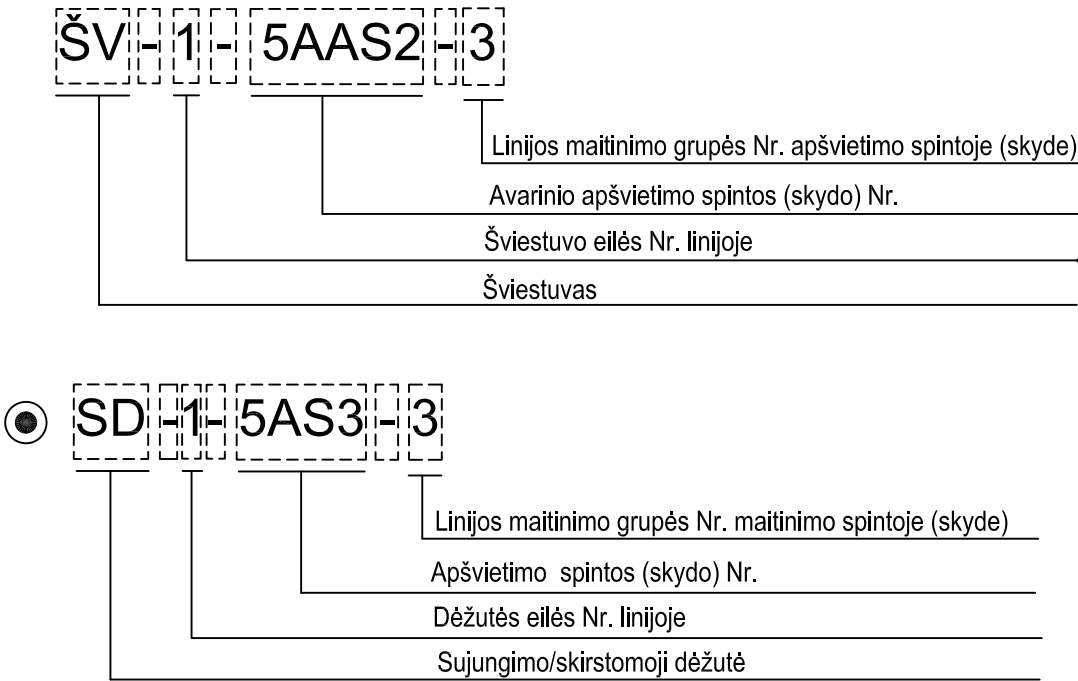 ŠV-1-5AAS2-3
Linijos maitinimo grupės Nr. apšvietimo spintoje (skyde)
Avarinio apšvietimo spintos (skydo) Nr.
Šviestuvo eilės Nr. linijoje
Šviestuvas
SD-1-5AS3-3
Linijos maitinimo grupės Nr. maitinimo spintoje (skyde)
Apšvietimo spintos (skydo) Nr.
Dėžutės eilės Nr. linijoje
Sujungimo/skirstomoji dėžutė